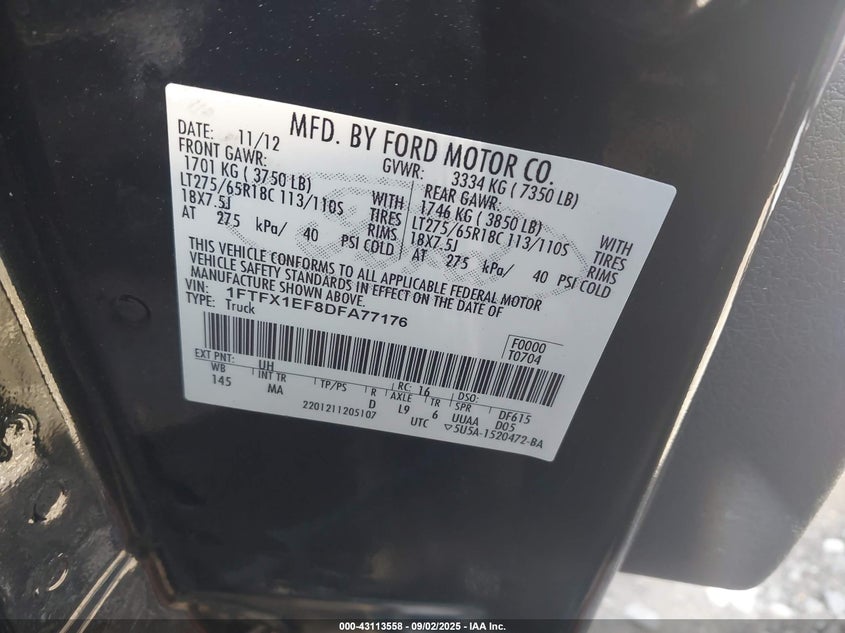 MFD. BY FORD MOTOR CO.
DATE: 11/12 GVWR: 3334 KG ( 7350 LB)
FRONT GAWR: REAR GAWR:
1701 KG ( 3750 LB) WITH 1746 KG ( 3850 LB) WITH
LT275/65R18C 113/110S TIRES LT275/65R18C 113/110S TIRES
18X7.5J RIMS 18X7.5J RIMS
AT 275 kPa/ 40 PSI COLD AT 275 kPa/ 40 PSI COLD
THIS VEHICLE CONFORMS TO ALL APPLICABLE FEDERAL MOTOR
VEHICLE SAFETY STANDARDS IN EFFECT ON THE DATE OF
MANUFACTURE SHOWN ABOVE.
VIN: 1FTFX1EF8DFA77176
TYPE: Truck
F0000
T0704
EXT PNT: UH RC: 16 DSO:
WB INT TR TP/PS R AXLE TR SPR DF615
145 MA D L9 6 UUAA D05
2201211205107 UTC ▽5U5A-1520472-BA
000-43113558 - 09/02/2025 - IAA Inc.